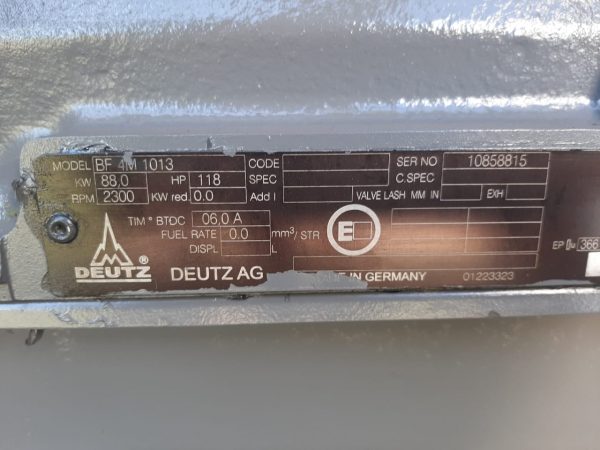 MODEL BF 4M 1013 CODE SER NO 10858815
KW 88,0 HP 118 SPEC C.SPEC
RPM 2300 KW red. 0.0 Add I VALVE LASH MM IN EXH
TIM ° BTDC 06,0 A
FUEL RATE 0.0 mm³/STR E
DISPL L
EP 366
DEUTZ DEUTZ AG IN GERMANY 01223323